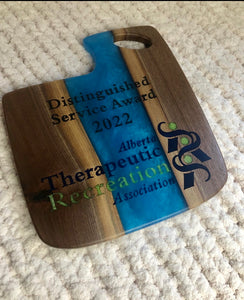 Distinguished
Service Award
2022
Alberta
Therapeutic
Recreation
Association